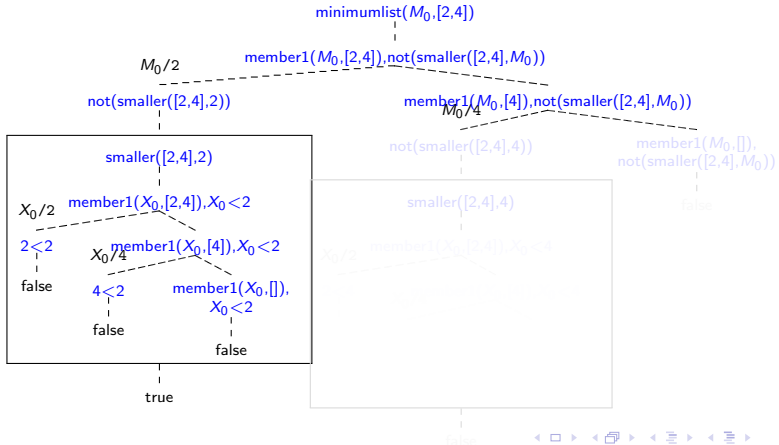 minimumlist(M₀,[2,4])
member1(M₀,[2,4]),not(smaller([2,4],M₀))
M₀/2
not(smaller([2,4],2))
member1(M₀,[4]),not(smaller([2,4],M₀))
M₀/4
not(smaller([2,4],4))
member1(M₀,[]),
not(smaller([2,4],M₀))
smaller([2,4],2)
member1(X₀,[2,4]),X₀<2
X₀/2
2<2
false
member1(X₀,[4]),X₀<2
X₀/4
4<2
false
member1(X₀,[]),
X₀<2
false
true
smaller([2,4],4)
X₀/2
false
false